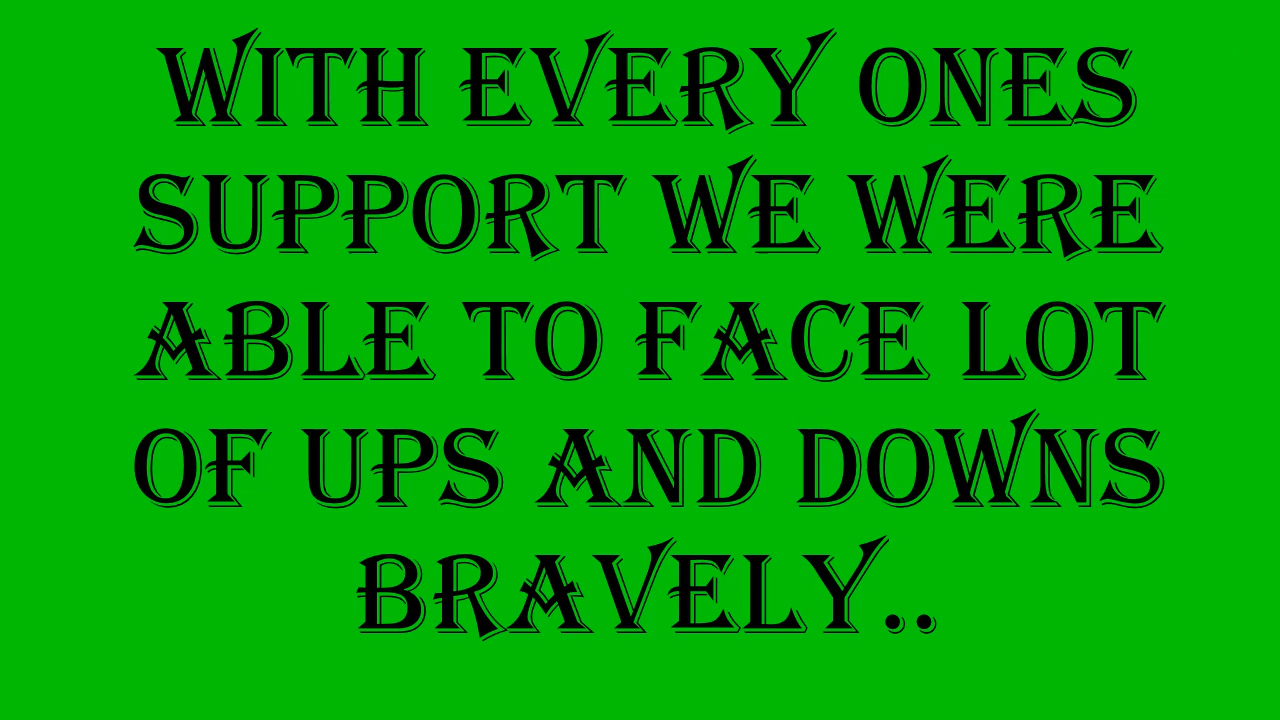 WITH EVERY ONES
SUPPORT WE WERE
ABLE TO FACE LOT
OF UPS AND DOWNS
BRAVELY..